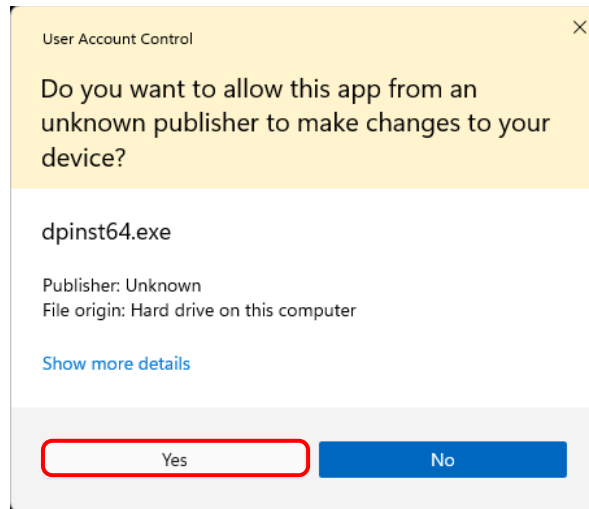 User Account Control
Do you want to allow this app from an
unknown publisher to make changes to your
device?
dpinst64.exe
Publisher: Unknown
File origin: Hard drive on this computer
Show more details
Yes
No